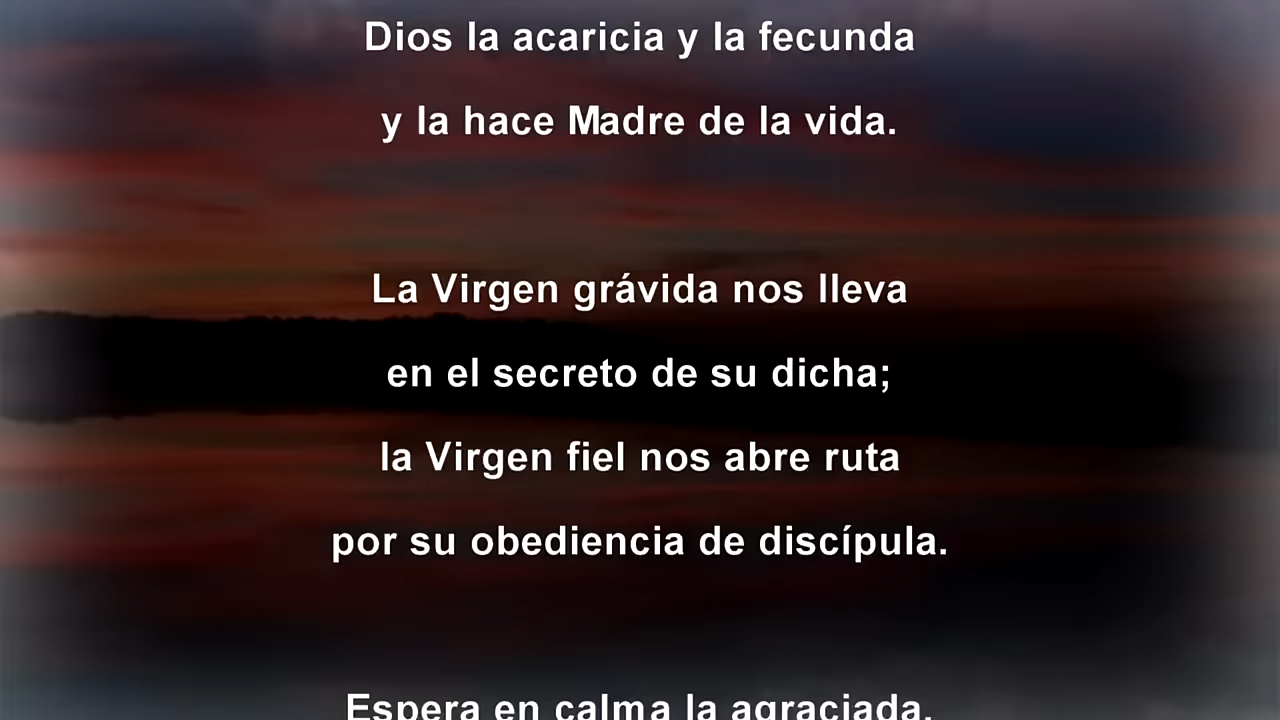 Dios la acaricia y la fecunda
y la hace Madre de la vida.
La Virgen grávida nos lleva
en el secreto de su dicha;
la Virgen fiel nos abre ruta
por su obediencia de discípula.
Espera en calma la agraciada,